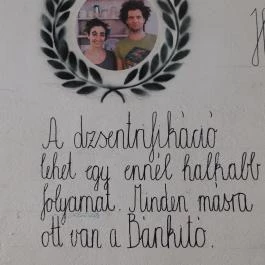 A dzsentrifikáció
lehet egy ennél halkabb
folyamat. Minden másra
ott van a Bánkitó.